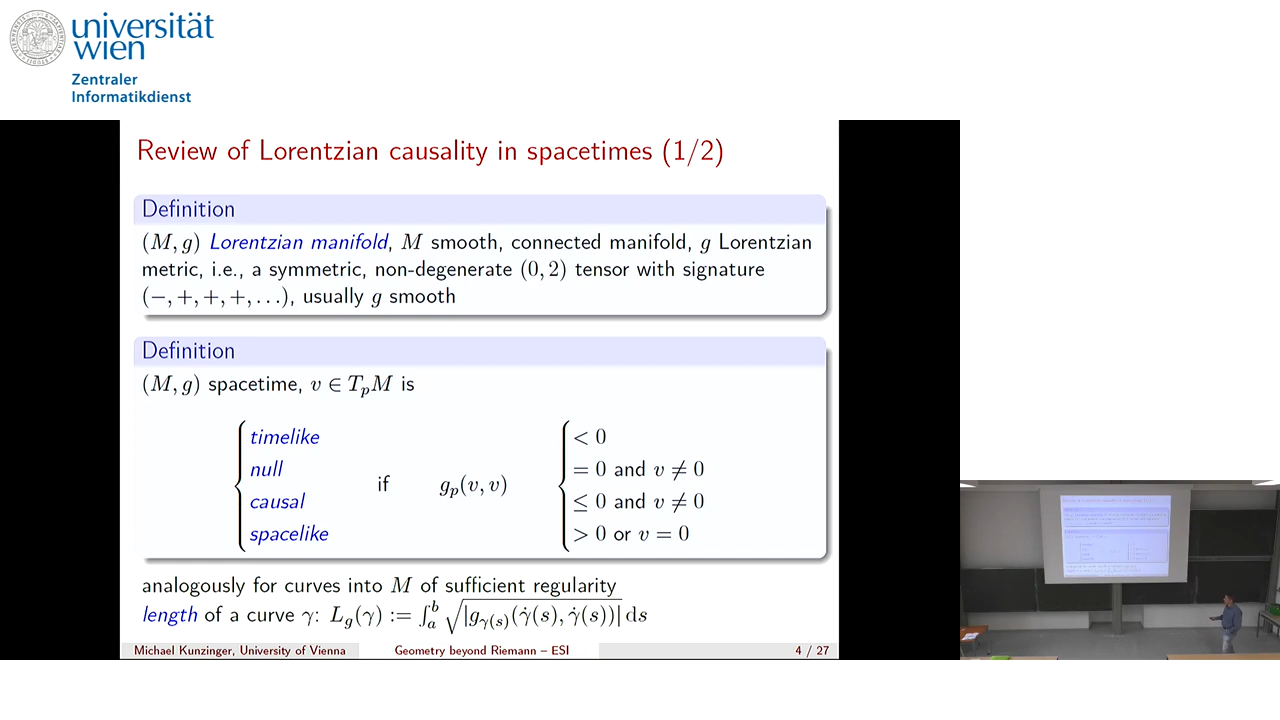 universität
wien
Zentraler
Informatikdienst
Review of Lorentzian causality in spacetimes (1/2)
Definition
(M, g) Lorentzian manifold, M smooth, connected manifold, g Lorentzian
metric, i.e., a symmetric, non-degenerate (0, 2) tensor with signature
(−, +, +, +, . . .), usually g smooth
Definition
(M, g) spacetime, v ∈ TₚM is
timelike
null
causal
spacelike
if gₚ(v, v)
< 0
= 0 and v ≠ 0
≤ 0 and v ≠ 0
> 0 or v = 0
analogously for curves into M of sufficient regularity
length of a curve γ: L_g(γ) := ∫_a^b √|g_γ(s)(γ̇(s), γ̇(s))| ds
Michael Kunzinger, University of Vienna Geometry beyond Riemann – ESI 4 / 27